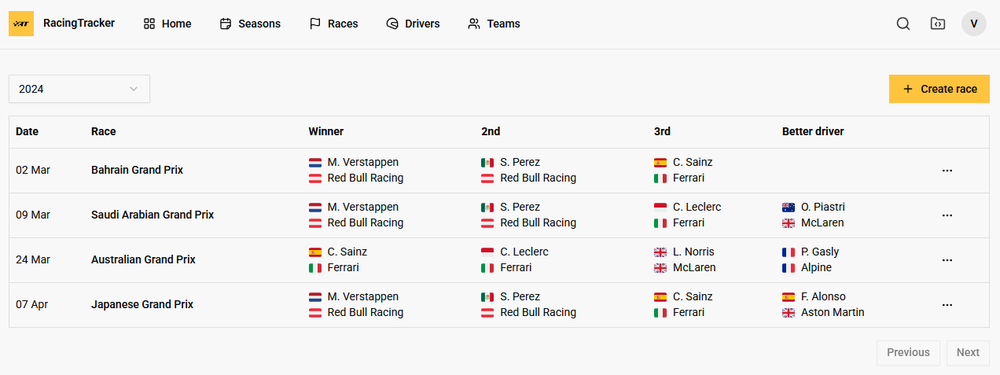 RacingTracker Home Seasons Races Drivers Teams V
2024 Create race
Date Race Winner 2nd 3rd Better driver
M. Verstappen S. Perez C. Sainz
02 Mar Bahrain Grand Prix
Red Bull Racing Red Bull Racing Ferrari
M. Verstappen S. Perez C. Leclerc O. Piastri
09 Mar Saudi Arabian Grand Prix
Red Bull Racing Red Bull Racing Ferrari McLaren
C. Sainz C. Leclerc L. Norris P. Gasly
24 Mar Australian Grand Prix
Ferrari Ferrari McLaren Alpine
M. Verstappen S. Perez C. Sainz F. Alonso
07 Apr Japanese Grand Prix
Red Bull Racing Red Bull Racing Ferrari Aston Martin
Previous Next